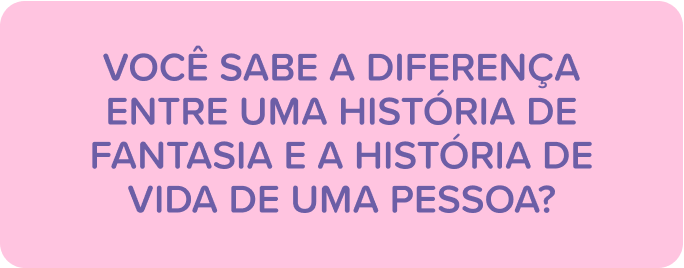 VOCÊ SABE A DIFERENÇA
ENTRE UMA HISTÓRIA DE
FANTASIA E A HISTÓRIA DE
VIDA DE UMA PESSOA?